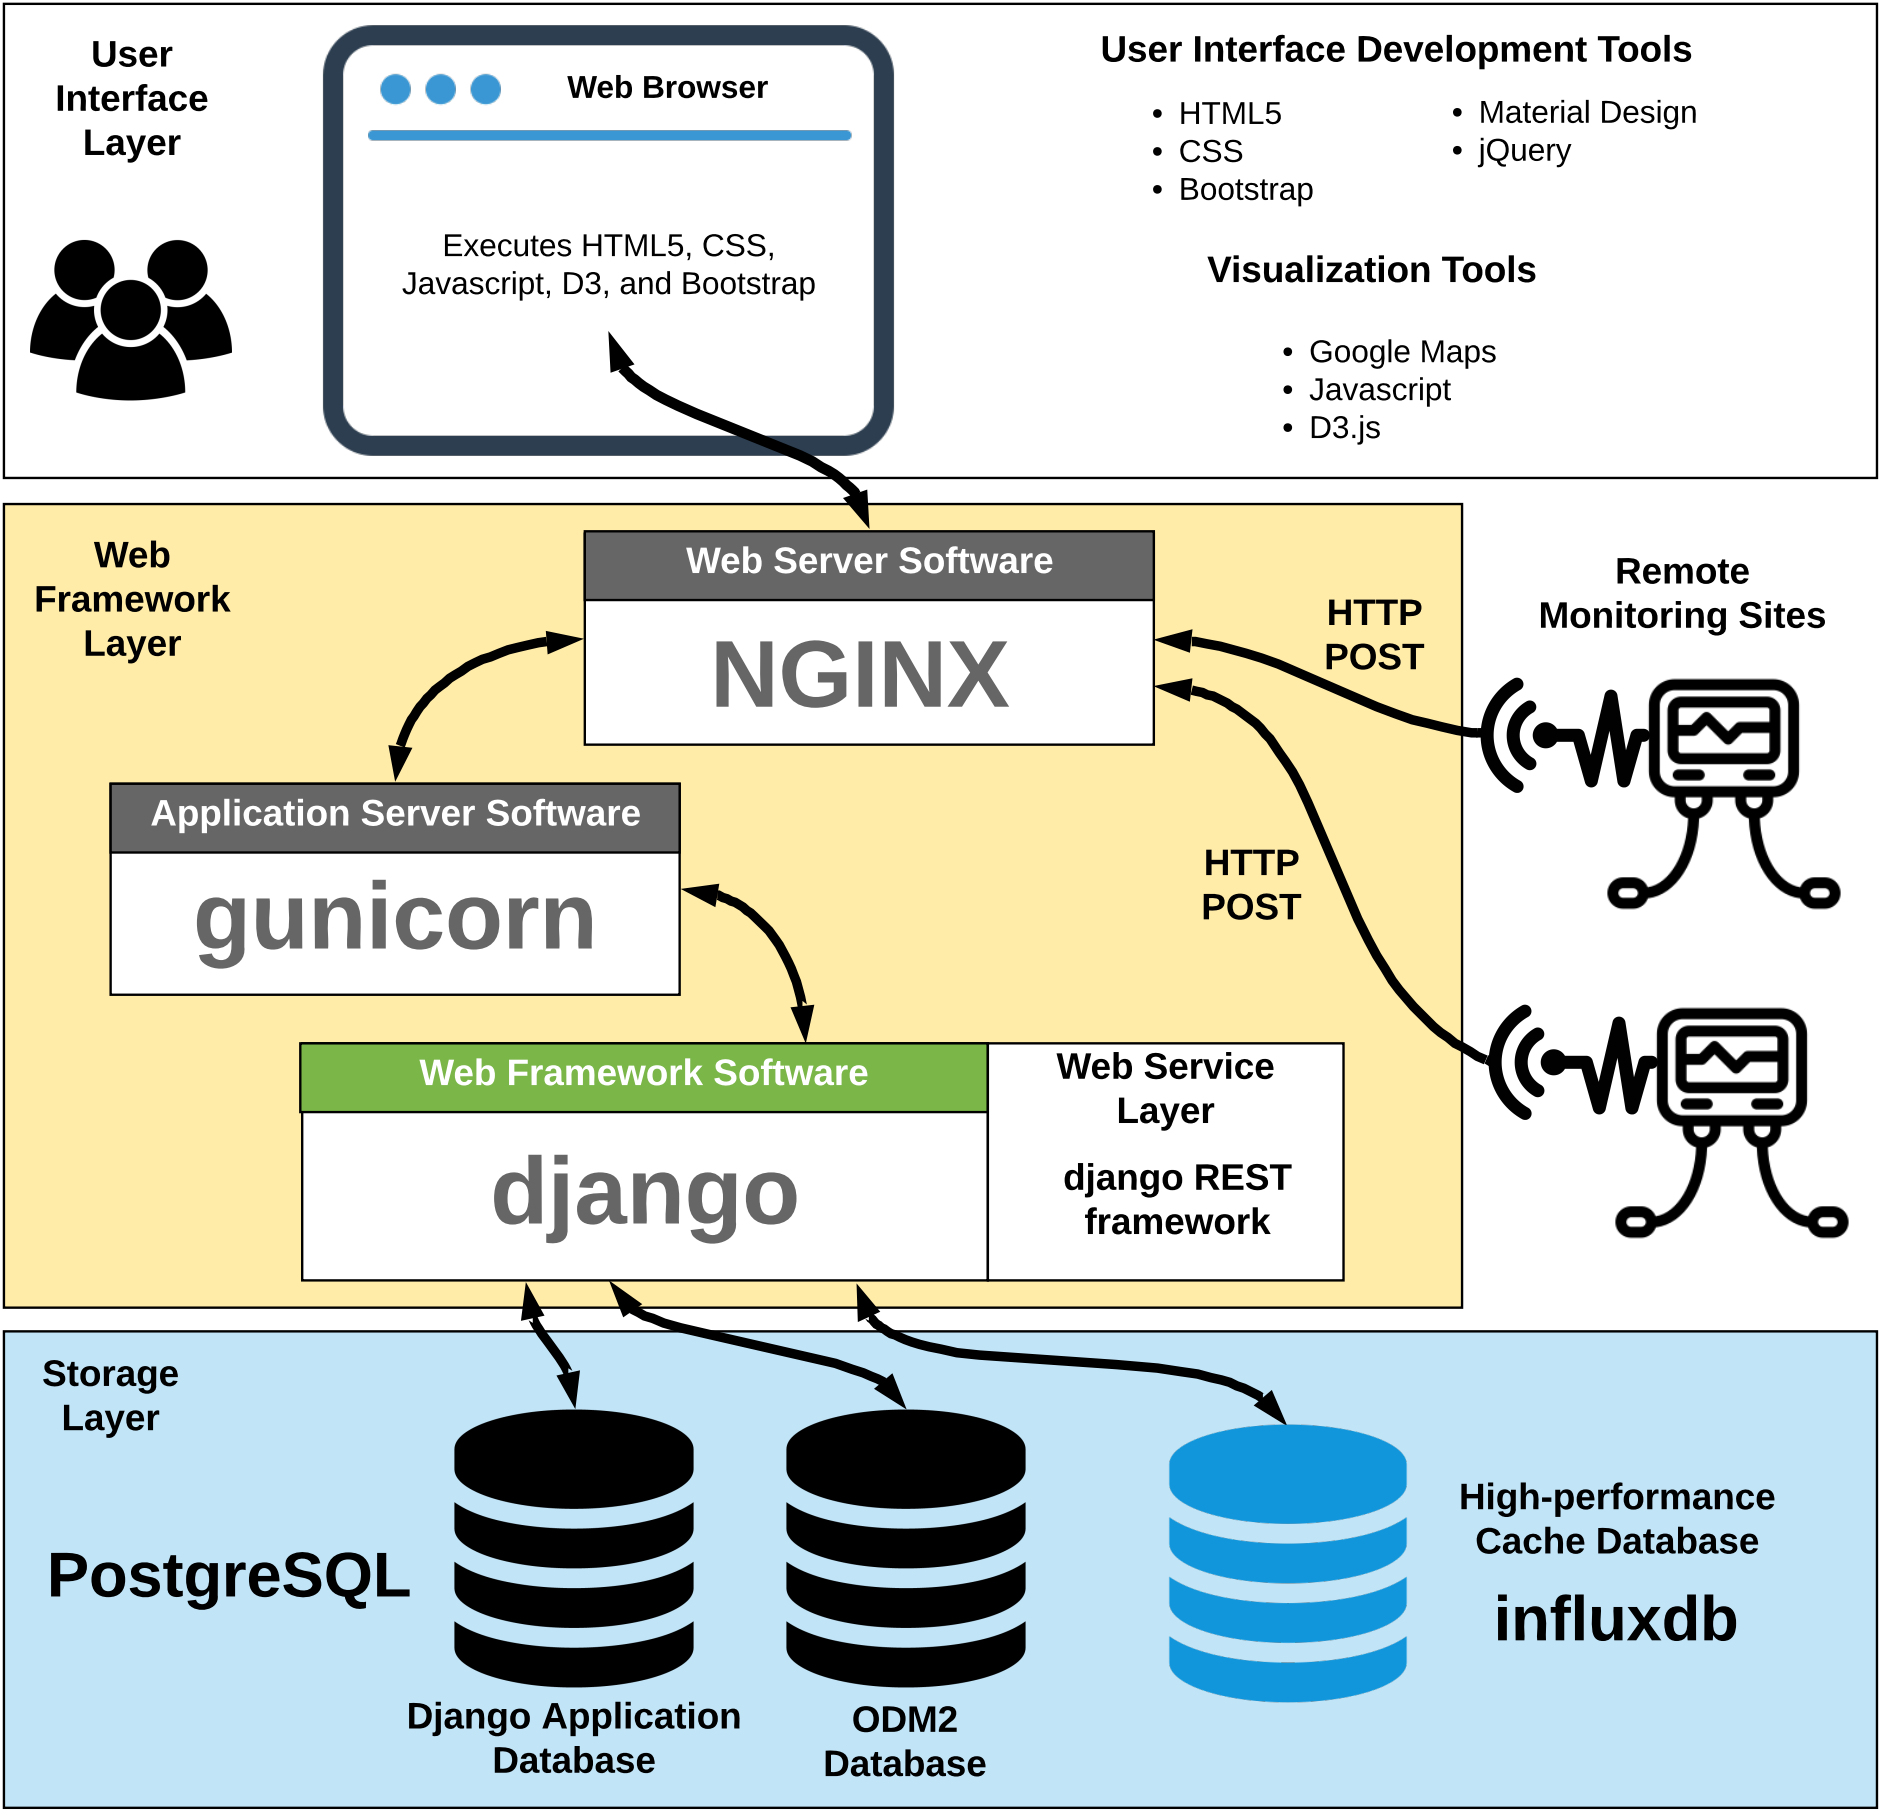 User
Interface
Layer
Web Browser
Executes HTML5, CSS,
Javascript, D3, and Bootstrap
User Interface Development Tools
• HTML5
• CSS
• Bootstrap
• Material Design
• jQuery
Visualization Tools
• Google Maps
• Javascript
• D3.js
Web
Framework
Layer
Web Server Software
NGINX
HTTP
POST
Remote
Monitoring Sites
Application Server Software
gunicorn
HTTP
POST
Web Framework Software
django
Web Service
Layer
django REST
framework
Storage
Layer
PostgreSQL
Django Application
Database
ODM2
Database
High-performance
Cache Database
influxdb